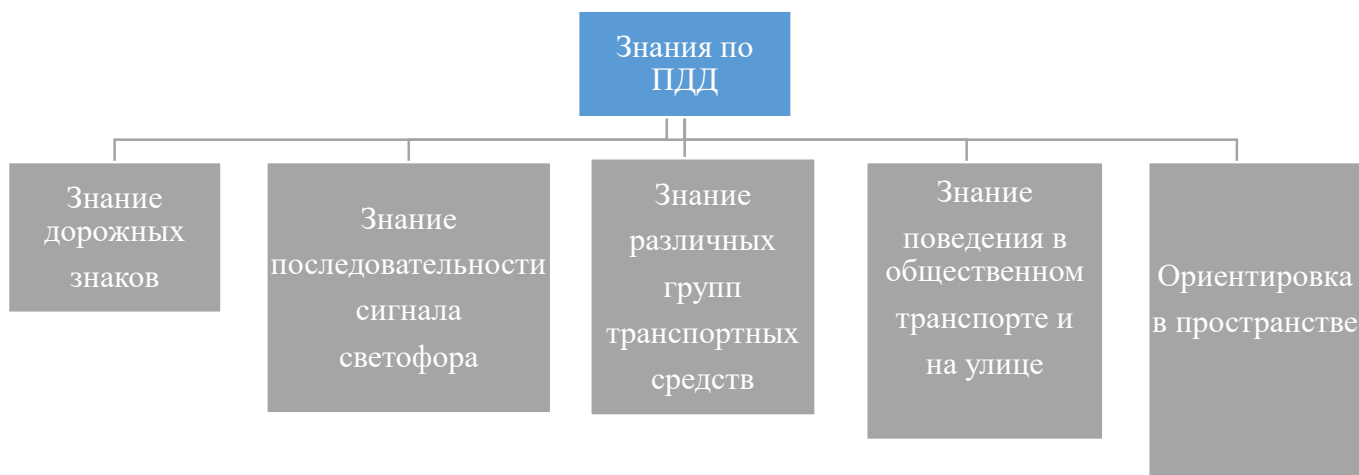 Знания по
ПДД
Знание
дорожных
знаков
Знание
последовательности
сигнала
светофора
Знание
различных
групп
транспортных
средств
Знание
поведения в
общественном
транспорте и
на улице
Ориентировка
в пространстве